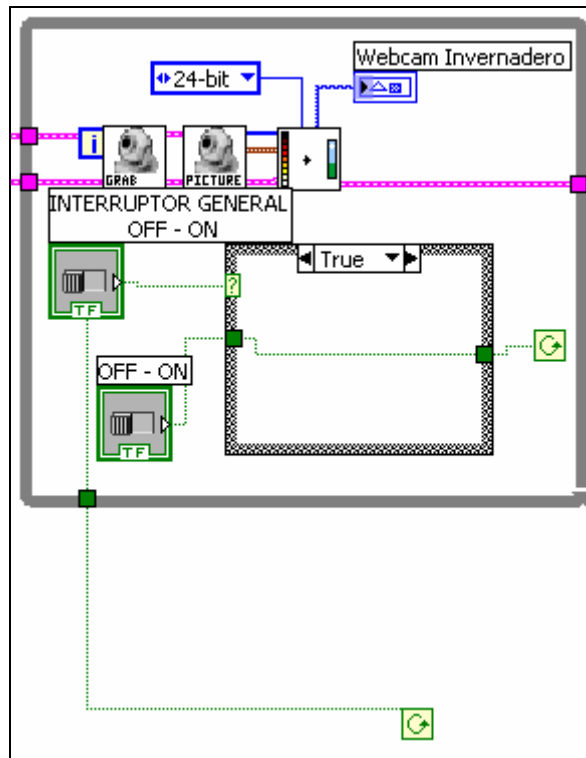 Webcam Invernadero
24-bit
i
GRAB
PICTURE
INTERRUPTOR GENERAL
OFF - ON
True
?
TF
OFF - ON
TF